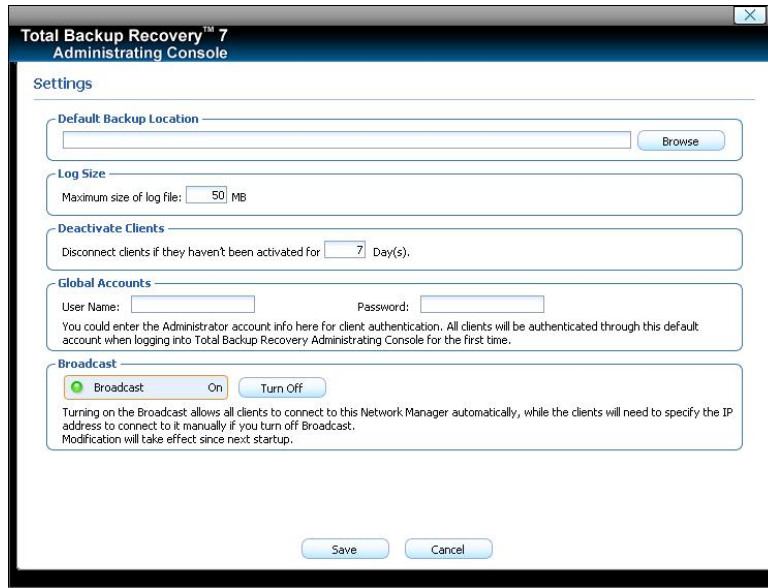 Total Backup Recovery™ 7
Administrating Console
Settings
Default Backup Location
Browse
Log Size
Maximum size of log file: 50 MB
Deactivate Clients
Disconnect clients if they haven't been activated for 7 Day(s).
Global Accounts
User Name: Password:
You could enter the Administrator account info here for client authentication. All clients will be authenticated through this default
account when logging into Total Backup Recovery Administrating Console for the first time.
Broadcast
Broadcast On Turn Off
Turning on the Broadcast allows all clients to connect to this Network Manager automatically, while the clients will need to specify the IP
address to connect to it manually if you turn off Broadcast.
Modification will take effect since next startup.
Save Cancel